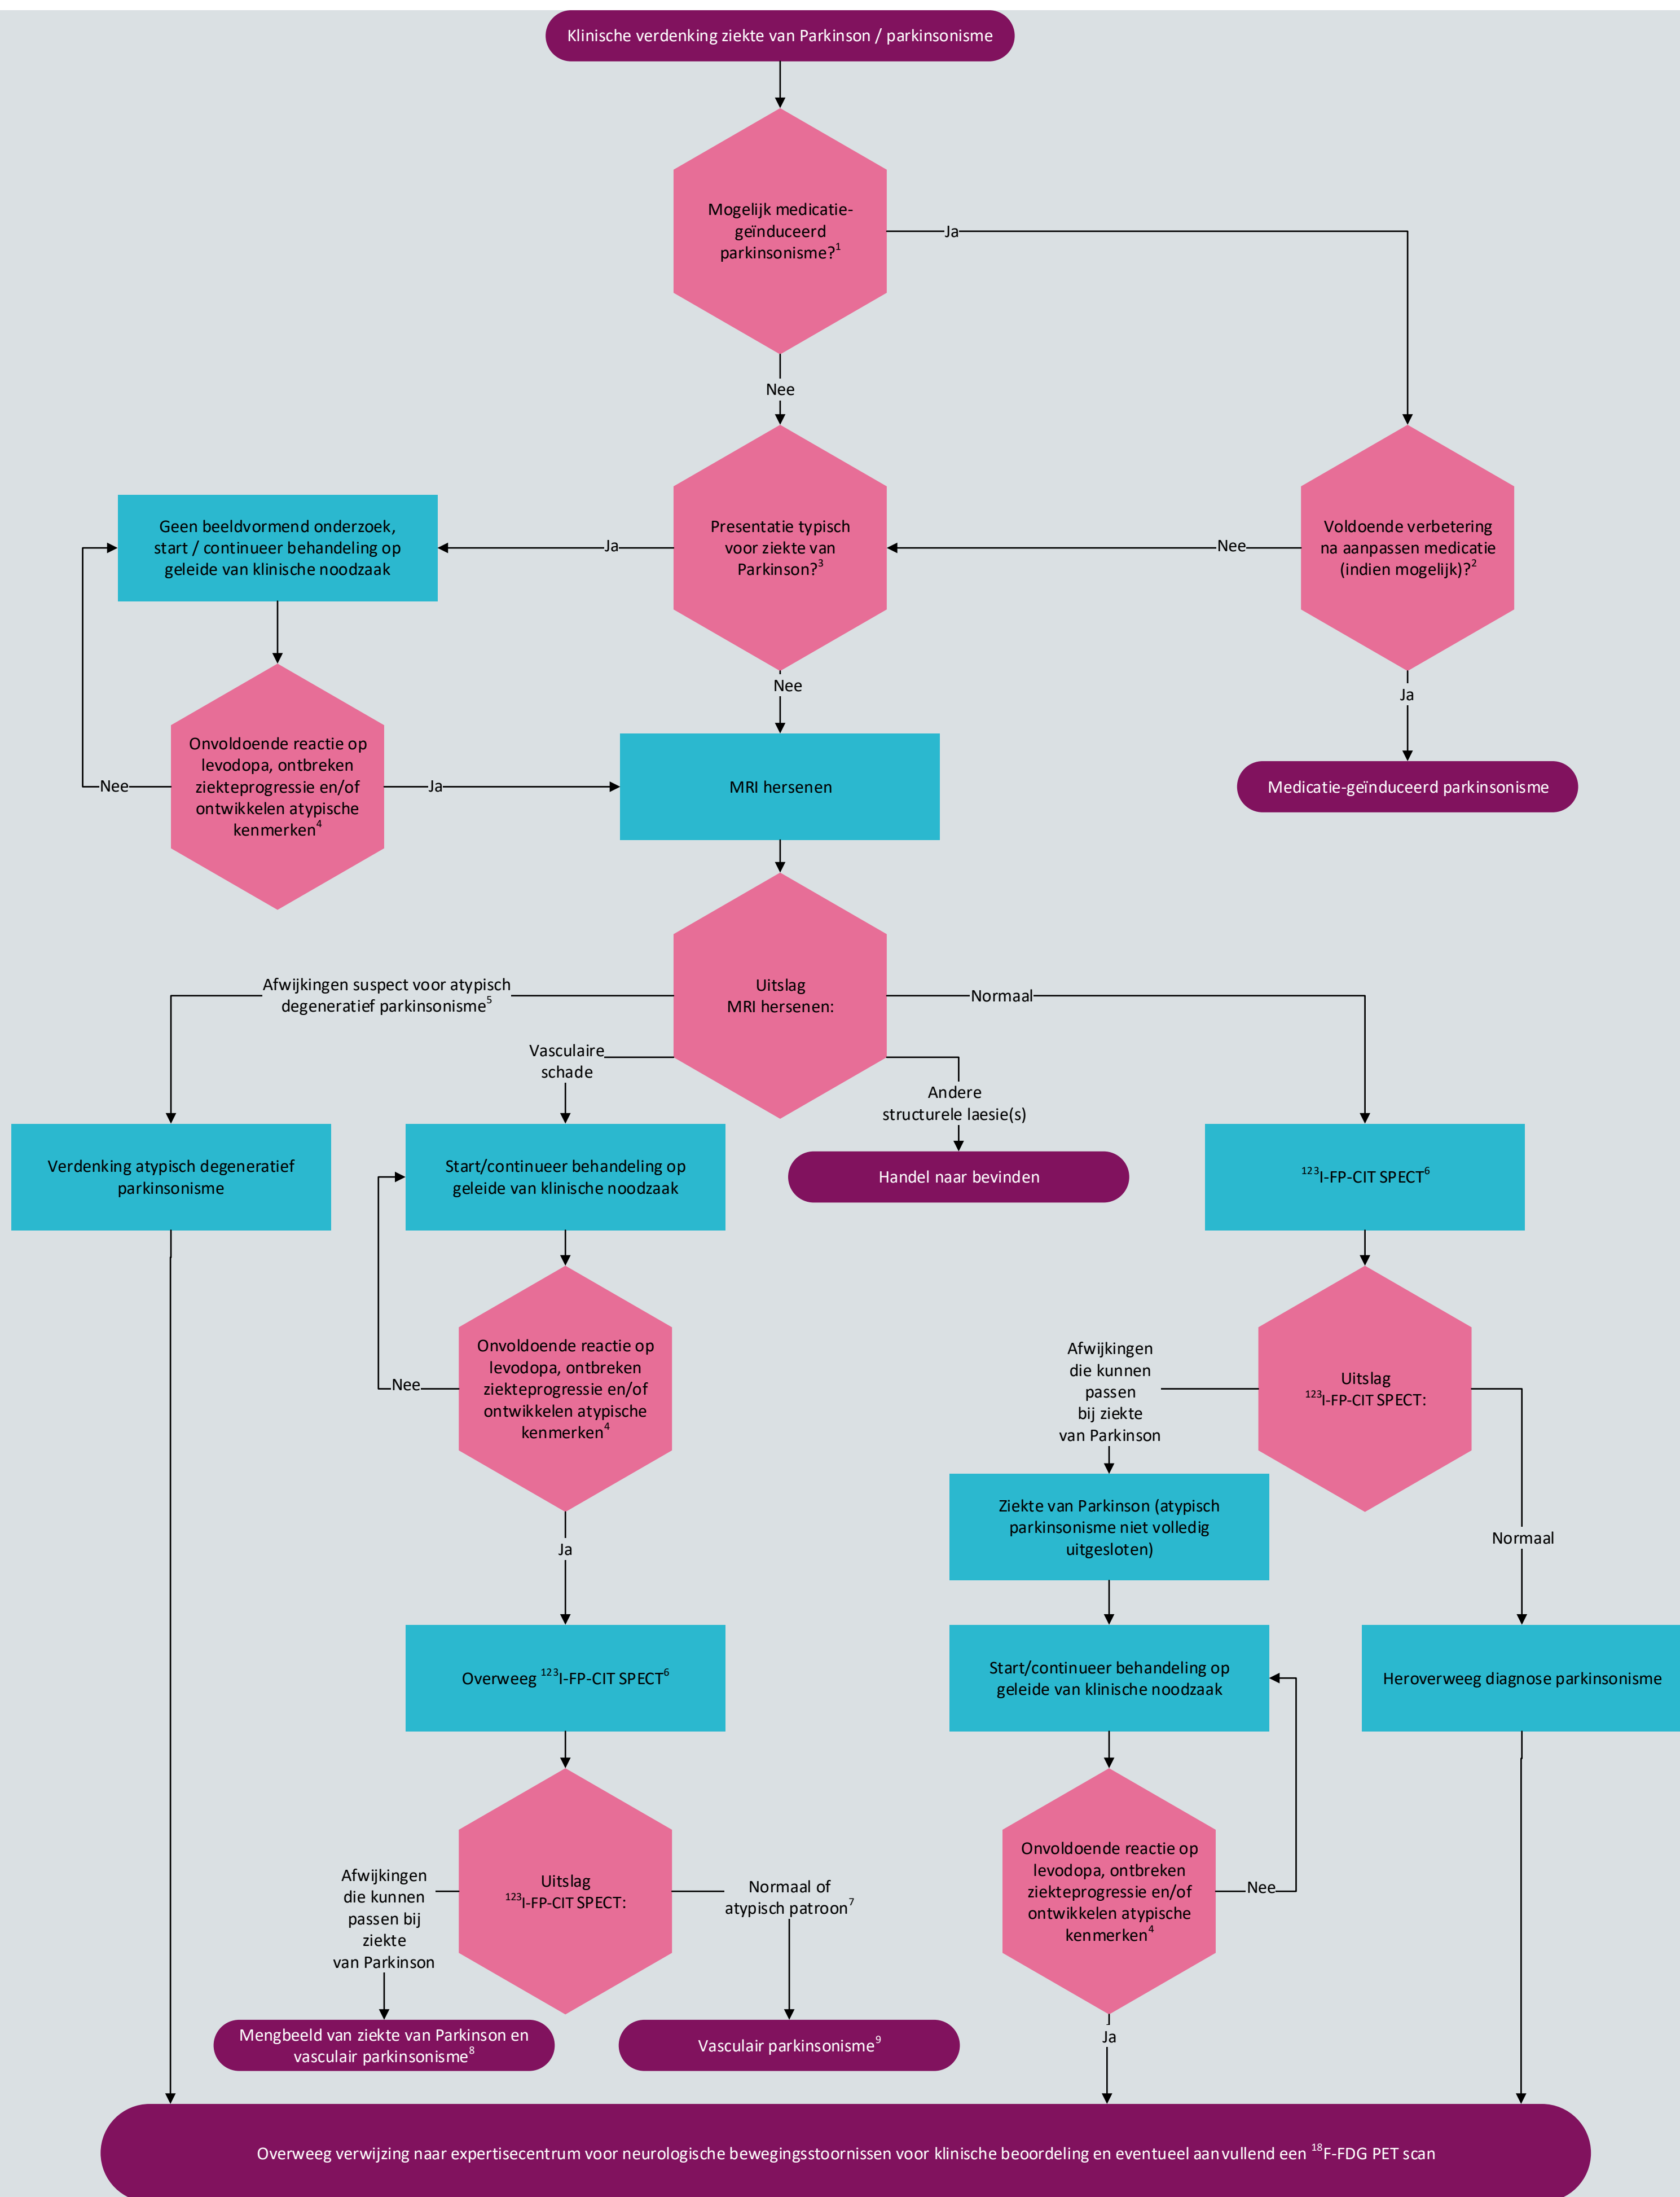 Klinische verdenking ziekte van Parkinson / parkinsonisme
Mogelijk medicatie-
geïnduceerd
parkinsonisme?¹
Ja
Nee
Presentatie typisch
voor ziekte van
Parkinson?³
Voldoende verbetering
na aanpassen medicatie
(indien mogelijk)?²
Nee
Ja
Geen beeldvormend onderzoek,
start / continueer behandeling op
geleide van klinische noodzaak
Nee
Ja
Medicatie-geïnduceerd parkinsonisme
Onvoldoende reactie op
levodopa, ontbreken
ziekteprogressie en/of
ontwikkelen atypische
kenmerken⁴
Nee
Ja
MRI hersenen
Uitslag
MRI hersenen:
Afwijkingen suspect voor atypisch
degeneratief parkinsonisme⁵
Normaal
Vasculaire
schade
Andere
structurele laesie(s)
Verdenking atypisch degeneratief
parkinsonisme
Start/continueer behandeling op
geleide van klinische noodzaak
Handel naar bevinden
¹²³I-FP-CIT SPECT⁶
Onvoldoende reactie op
levodopa, ontbreken
ziekteprogressie en/of
ontwikkelen atypische
kenmerken⁴
Nee
Ja
Afwijkingen
die kunnen
passen
bij ziekte
van Parkinson
Uitslag
¹²³I-FP-CIT SPECT:
Normaal
Ziekte van Parkinson (atypisch
parkinsonisme niet volledig
uitgesloten)
Overweeg ¹²³I-FP-CIT SPECT⁶
Start/continueer behandeling op
geleide van klinische noodzaak
Heroverweeg diagnose parkinsonisme
Afwijkingen
die kunnen
passen bij
ziekte
van Parkinson
Uitslag
¹²³I-FP-CIT SPECT:
Normaal of
atypisch patroon⁷
Onvoldoende reactie op
levodopa, ontbreken
ziekteprogressie en/of
ontwikkelen atypische
kenmerken⁴
Nee
Ja
Mengbeeld van ziekte van Parkinson en
vasculair parkinsonisme⁸
Vasculair parkinsonisme⁹
Overweeg verwijzing naar expertisecentrum voor neurologische bewegingsstoornissen voor klinische beoordeling en eventueel aanvullend een ¹⁸F-FDG PET scan